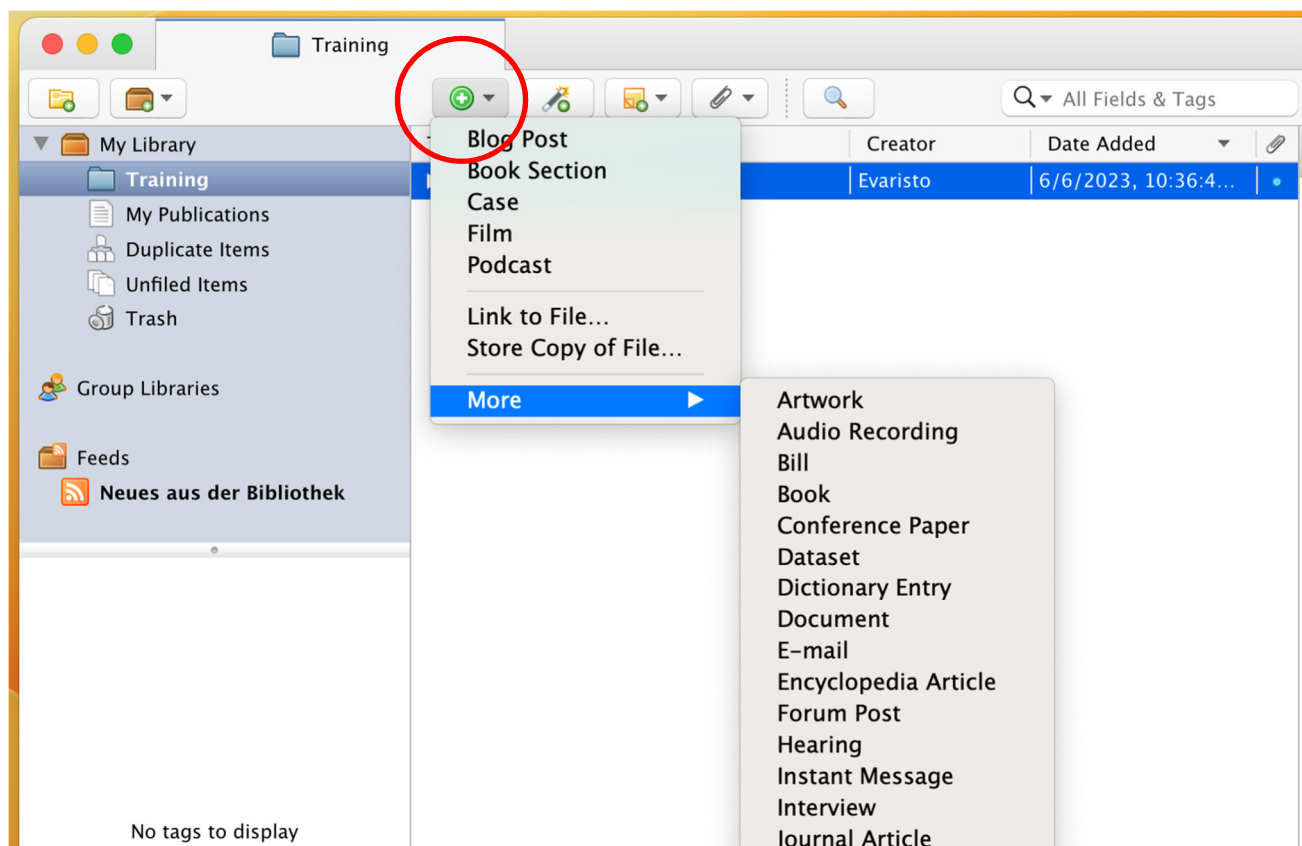 Training
All Fields & Tags
My Library
Training
My Publications
Duplicate Items
Unfiled Items
Trash
Group Libraries
Feeds
Neues aus der Bibliothek
No tags to display
Creator
Date Added
Evaristo
6/6/2023, 10:36:4...
Blog Post
Book Section
Case
Film
Podcast
Link to File...
Store Copy of File...
More
Artwork
Audio Recording
Bill
Book
Conference Paper
Dataset
Dictionary Entry
Document
E-mail
Encyclopedia Article
Forum Post
Hearing
Instant Message
Interview
Journal Article